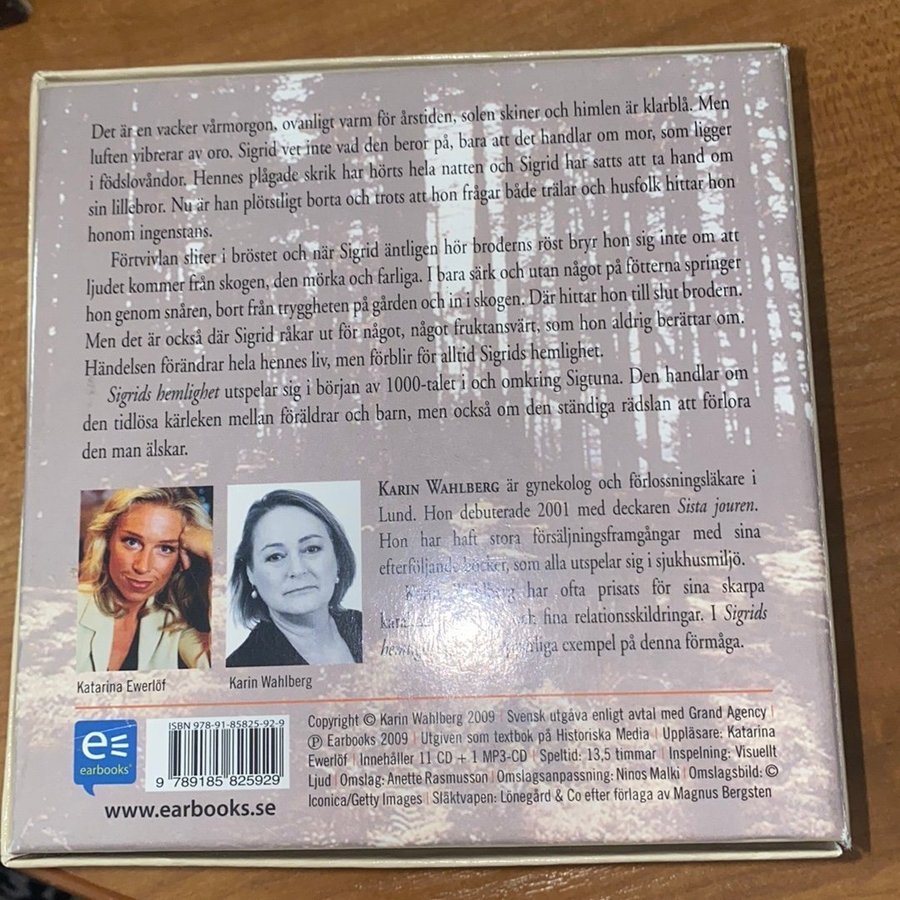 Det är en vacker vårmorgon, ovanligt varm för årstiden, solen skiner och himlen är klarblå. Men
luften vibrerar av oro. Sigrid vet inte vad den beror på, bara att det handlar om mor, som ligger
i födslovåndor. Hennes plågade skrik har hörts hela natten och Sigrid har satts att ta hand om
sin lillebror. Nu är han plötstligt borta och trots att hon frågar både trälar och husfolk hittar hon
honom ingenstans.
Förtvivlan sliter i bröstet och när Sigrid äntligen hör broderns röst bryr hon sig inte om att
ljudet kommer från skogen, den mörka och farliga. I bara särk och utan något på fötterna springer
hon genom snåren, bort från tryggheten på gården och in i skogen. Där hittar hon till slut brodern.
Men det är också där Sigrid råkar ut för något, något fruktansvärt, som hon aldrig berättar om.
Händelsen förändrar hela hennes liv, men förblir för alltid Sigrids hemlighet.
Sigrids hemlighet utspelar sig i början av 1000-talet i och omkring Sigtuna. Den handlar om
den tidlösa kärleken mellan föräldrar och barn, men också om den ständiga rädslan att förlora
den man älskar.
KARIN WAHLBERG är gynekolog och förlossningsläkare i
Lund. Hon debuterade 2001 med deckaren Sista jouren.
Hon har haft stora försäljningsframgångar med sina
efterföljande böcker, som alla utspelar sig i sjukhusmiljö.
har ofta prisats för sina skarpa
och fina relationsskildringar. I Sigrids
exempel på denna förmåga.
Katarina Ewerlöf
Karin Wahlberg
e
earbooks
www.earbooks.se
ISBN 978-91-85825-92-9
9 789185 825929
Copyright © Karin Wahlberg 2009 | Svensk utgåva enligt avtal med Grand Agency |
℗ Earbooks 2009 | Utgiven som textbok på Historiska Media | Uppläsare: Katarina
Ewerlöf | Innehåller 11 CD + 1 MP3-CD | Speltid: 13,5 timmar | Inspelning: Visuellt
Ljud | Omslag: Anette Rasmusson | Omslagsanpassning: Ninos Malki | Omslagsbild: ©
Iconica/Getty Images | Släktvapen: Lönegård & Co efter förlaga av Magnus Bergsten